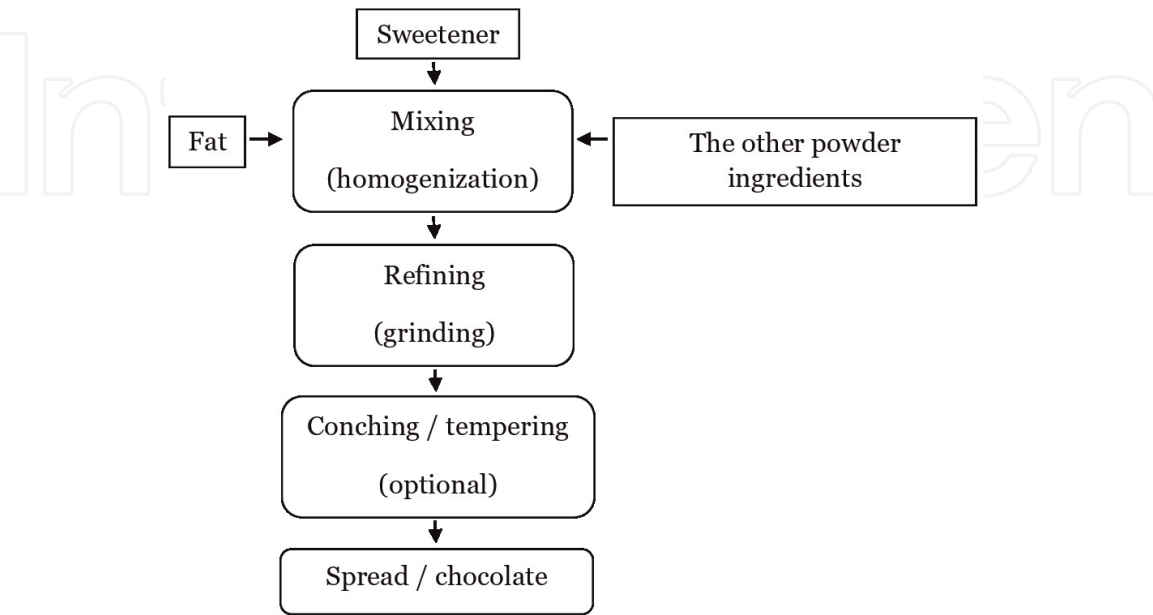 Sweetener
Fat
Mixing
(homogenization)
The other powder
ingredients
Refining
(grinding)
Conching / tempering
(optional)
Spread / chocolate